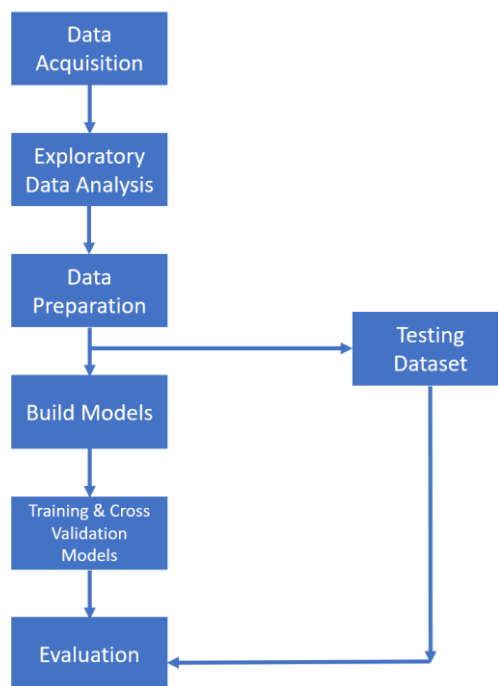 Data
Acquisition
Exploratory
Data Analysis
Data
Preparation
Testing
Dataset
Build Models
Training & Cross
Validation
Models
Evaluation